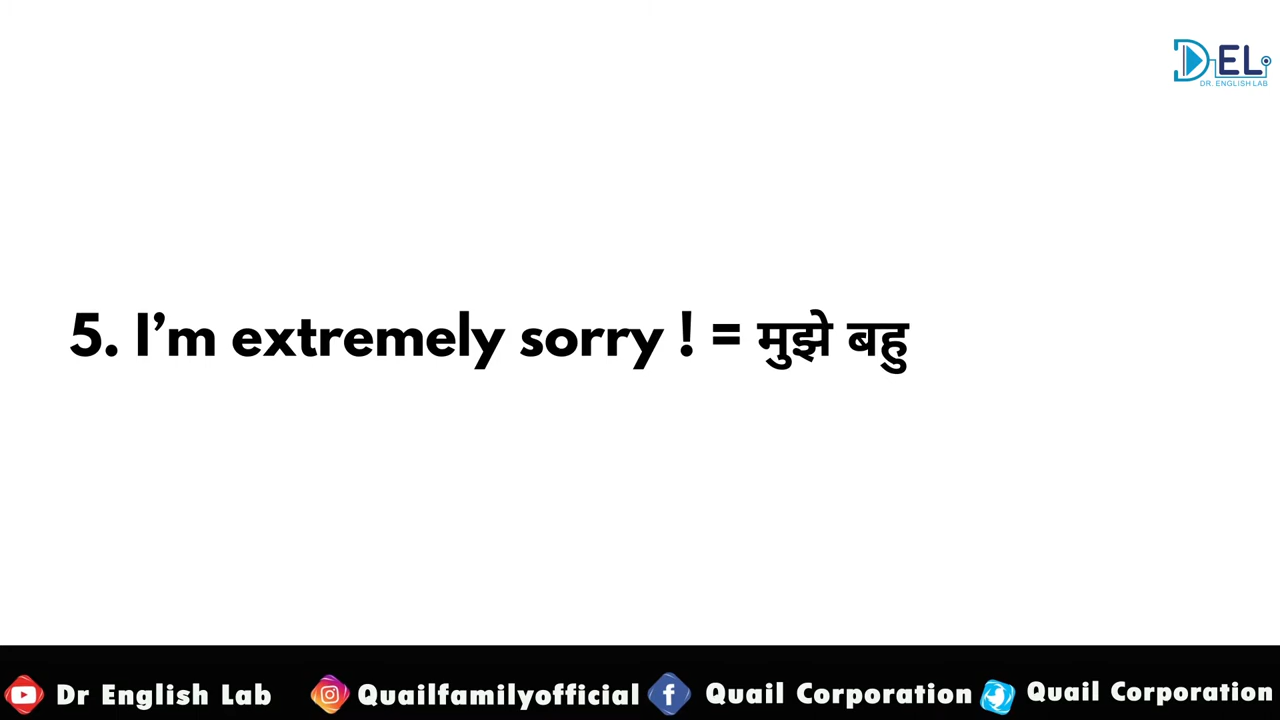 DEL
DR. ENGLISH LAB
5. I’m extremely sorry ! = मुझे बहु
Dr English Lab Quailfamilyofficial Quail Corporation Quail Corporation